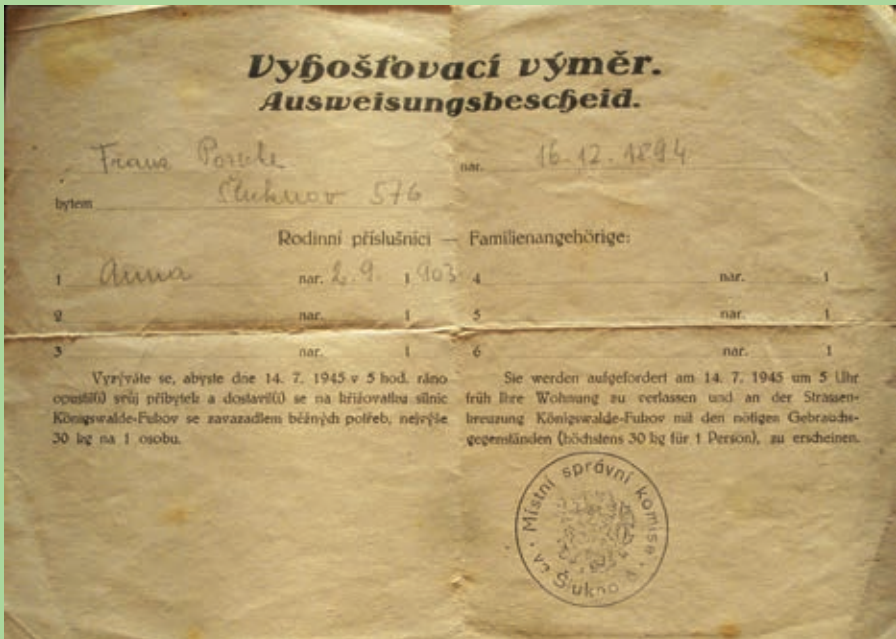 Vyhošťovací výměr.
Ausweisungsbescheid.
Franz
nar. 16. 12. 1894
bytem Šluknov 576
Rodinní příslušníci — Familienangehörige:
1 Anna nar. 2. 9. 1 903
2 nar. 1
3 nar. 1
4 nar. 1
5 nar. 1
6 nar. 1
Vyzýváte se, abyste dne 14. 7. 1945 v 5 hod. ráno
opustil(i) svůj příbytek a dostavil(i) se na křižovatku silnic
Königswalde-Fukov se zavazadlem běžných potřeb, nejvýše
30 kg na 1 osobu.
Sie werden aufgefordert am 14. 7. 1945 um 5 Uhr
früh Ihre Wohnung zu verlassen und an der Strassen-
kreuzung Königswalde-Fukov mit den nötigen Gebrauchs-
gegenständen (höchstens 30 kg für 1 Person), zu erscheinen.
Místní správní komise